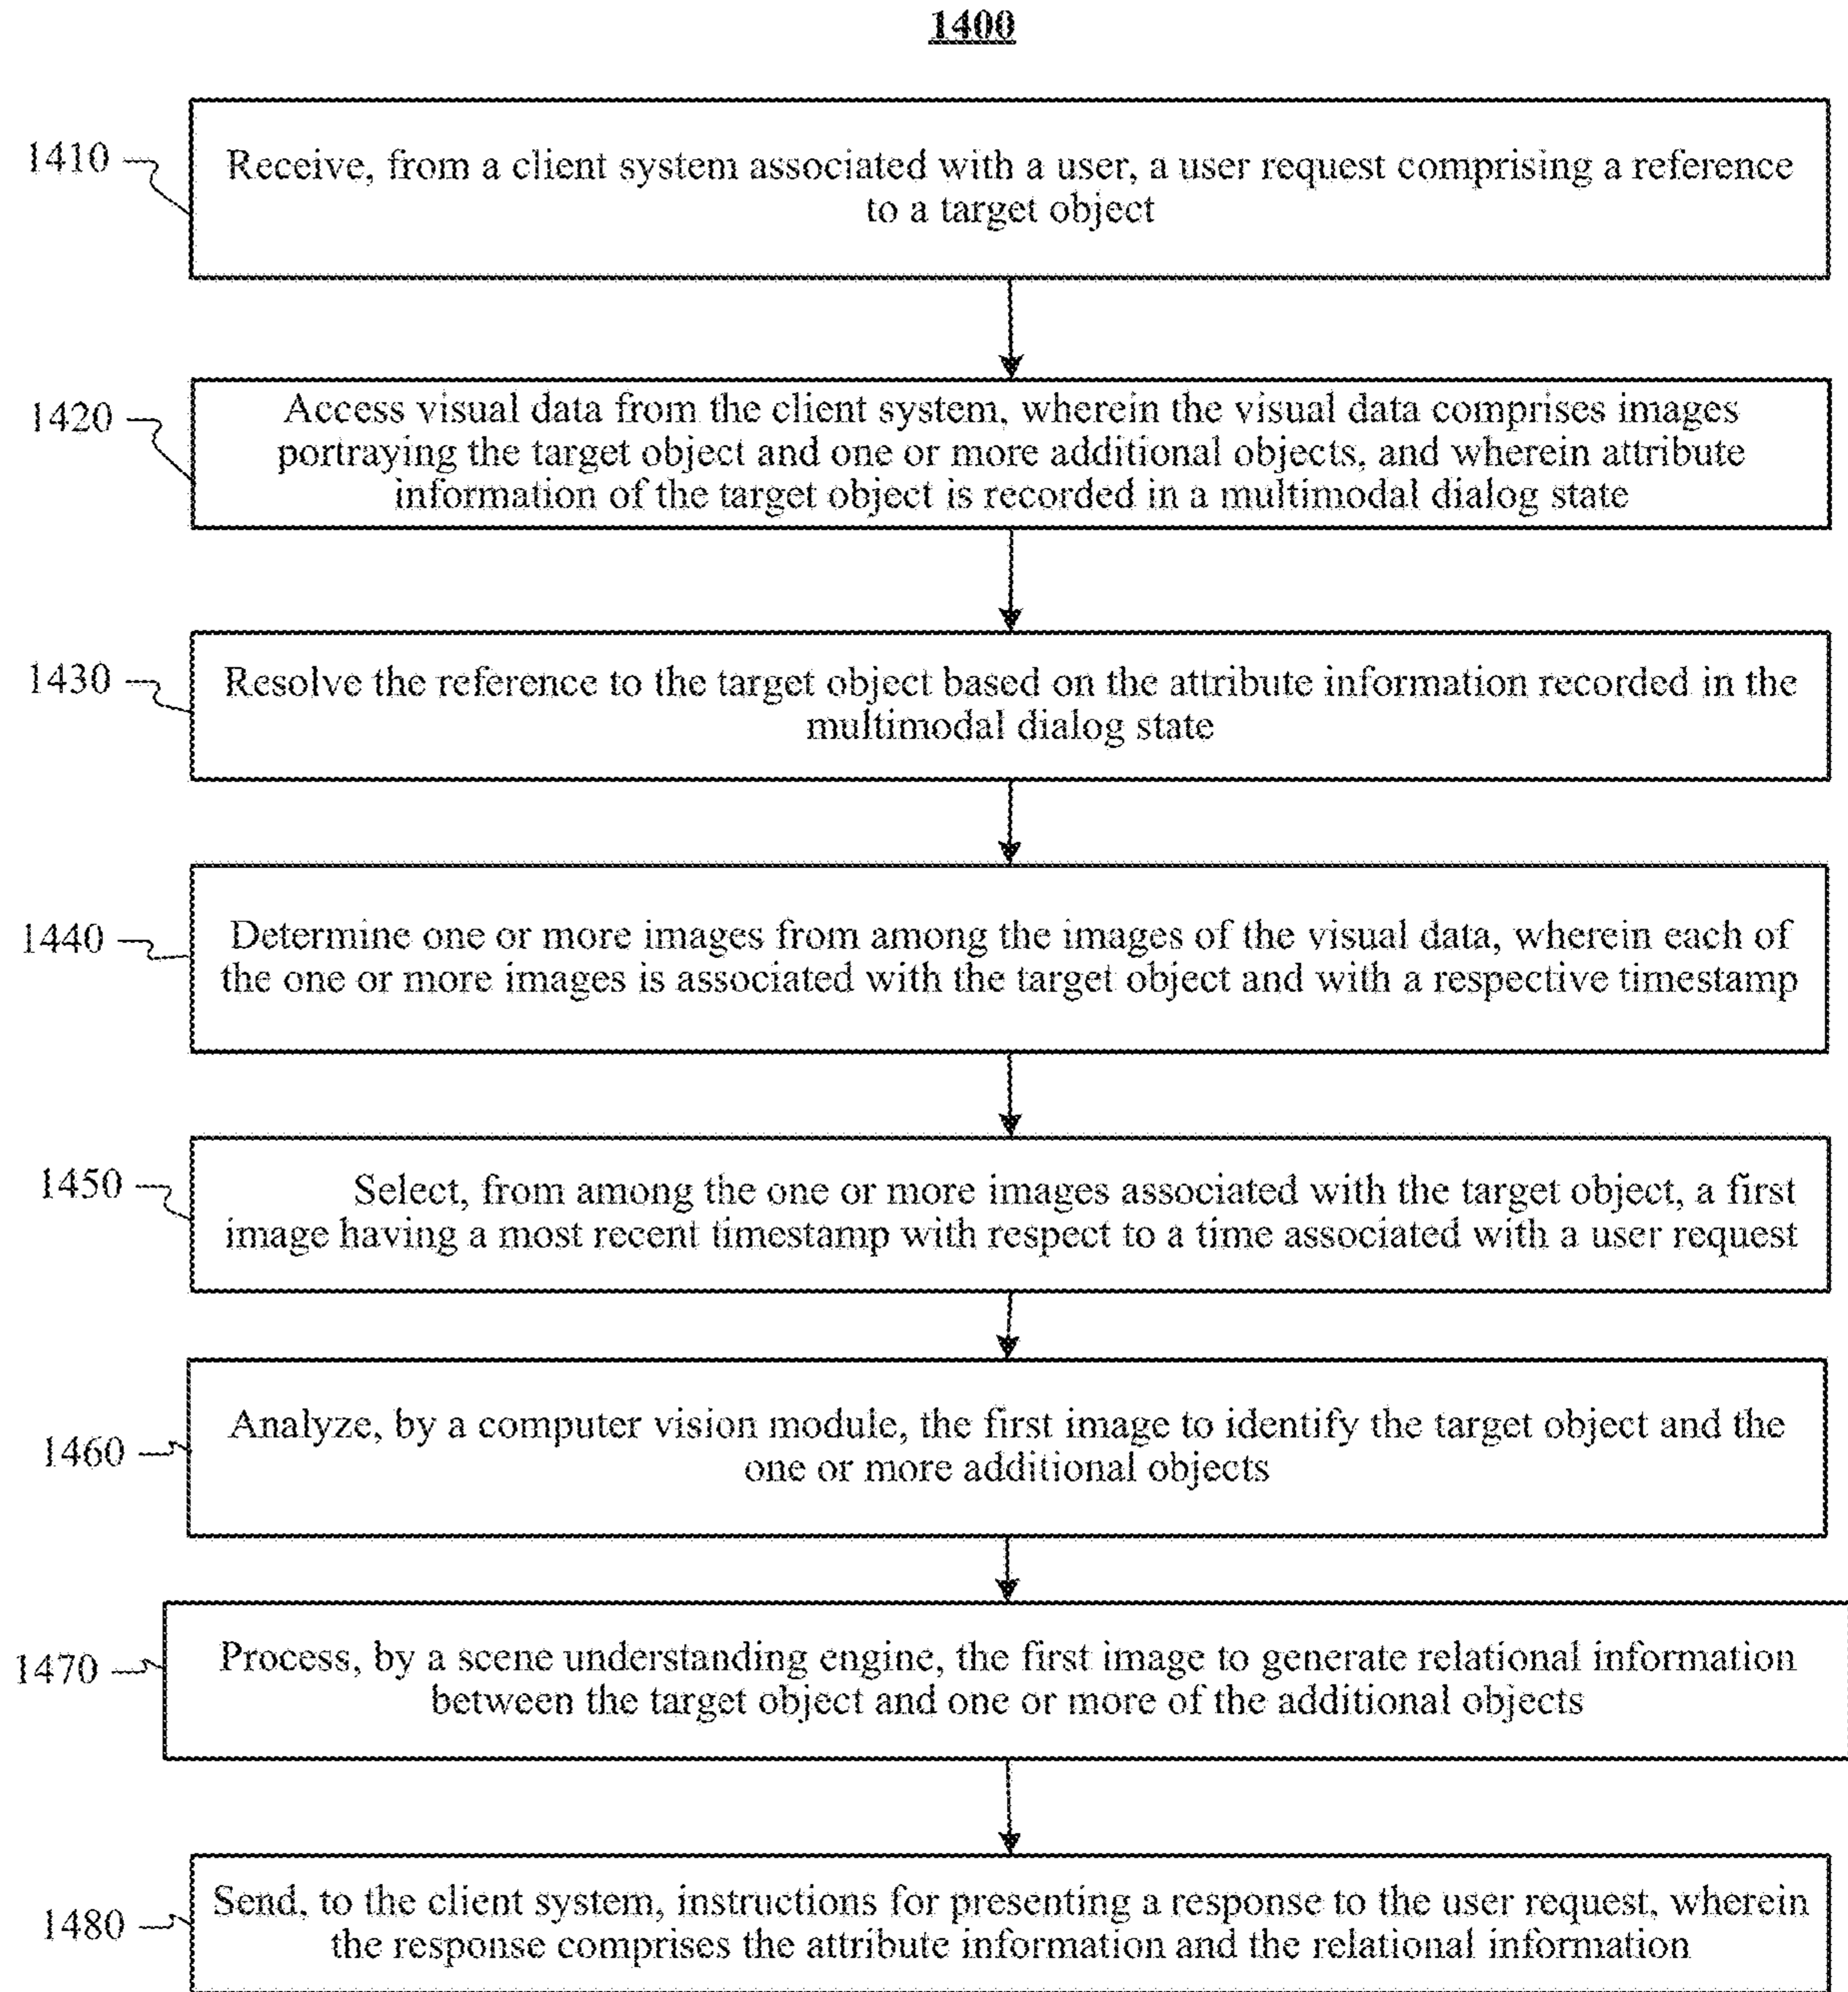 1400
1410
Receive, from a client system associated with a user, a user request comprising a reference
to a target object
1420
Access visual data from the client system, wherein the visual data comprises images
portraying the target object and one or more additional objects, and wherein attribute
information of the target object is recorded in a multimodal dialog state
1430
Resolve the reference to the target object based on the attribute information recorded in the
multimodal dialog state
1440
Determine one or more images from among the images of the visual data, wherein each of
the one or more images is associated with the target object and with a respective timestamp
1450
Select, from among the one or more images associated with the target object, a first
image having a most recent timestamp with respect to a time associated with a user request
1460
Analyze, by a computer vision module, the first image to identify the target object and the
one or more additional objects
1470
Process, by a scene understanding engine, the first image to generate relational information
between the target object and one or more of the additional objects
1480
Send, to the client system, instructions for presenting a response to the user request, wherein
the response comprises the attribute information and the relational information